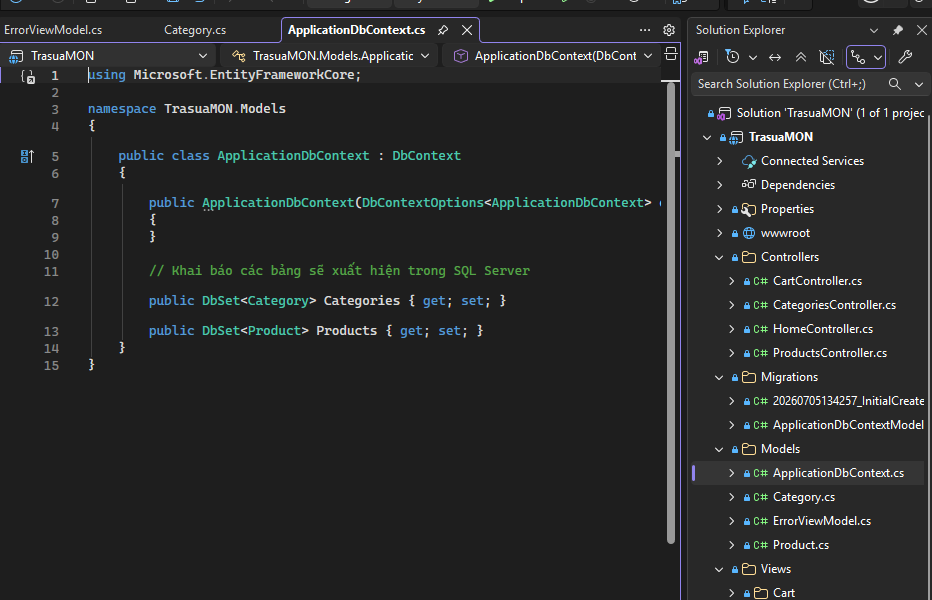 ErrorViewModel.cs Category.cs ApplicationDbContext.cs
TrasuaMON TrasuaMON.Models.Applicatic ApplicationDbContext(DbCont
1 using Microsoft.EntityFrameworkCore;
2
3 namespace TrasuaMON.Models
4 {
5 public class ApplicationDbContext : DbContext
6 {
7 public ApplicationDbContext(DbContextOptions<ApplicationDbContext>
8 {
9 }
10
11 // Khai báo các bảng sẽ xuất hiện trong SQL Server
12 public DbSet<Category> Categories { get; set; }
13 public DbSet<Product> Products { get; set; }
14 }
15 }
Solution Explorer
Search Solution Explorer (Ctrl+;)
Solution 'TrasuaMON' (1 of 1 projec
TrasuaMON
Connected Services
Dependencies
Properties
wwwroot
Controllers
C# CartController.cs
C# CategoriesController.cs
C# HomeController.cs
C# ProductsController.cs
Migrations
C# 20260705134257_InitialCreate
C# ApplicationDbContextModel
Models
C# ApplicationDbContext.cs
C# Category.cs
C# ErrorViewModel.cs
C# Product.cs
Views
Cart